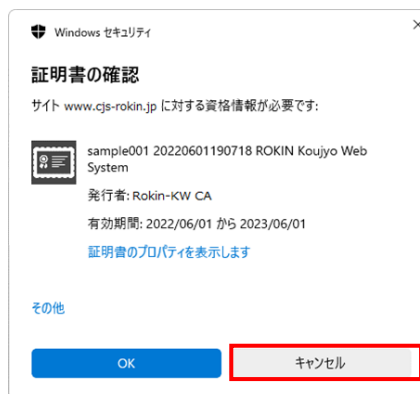 Windows セキュリティ
証明書の確認
サイト www.cjs-rokin.jp に対する資格情報が必要です:
sample001 20220601190718 ROKIN Koujyo Web
System
発行者: Rokin-KW CA
有効期間: 2022/06/01 から 2023/06/01
証明書のプロパティを表示します
その他
OK
キャンセル